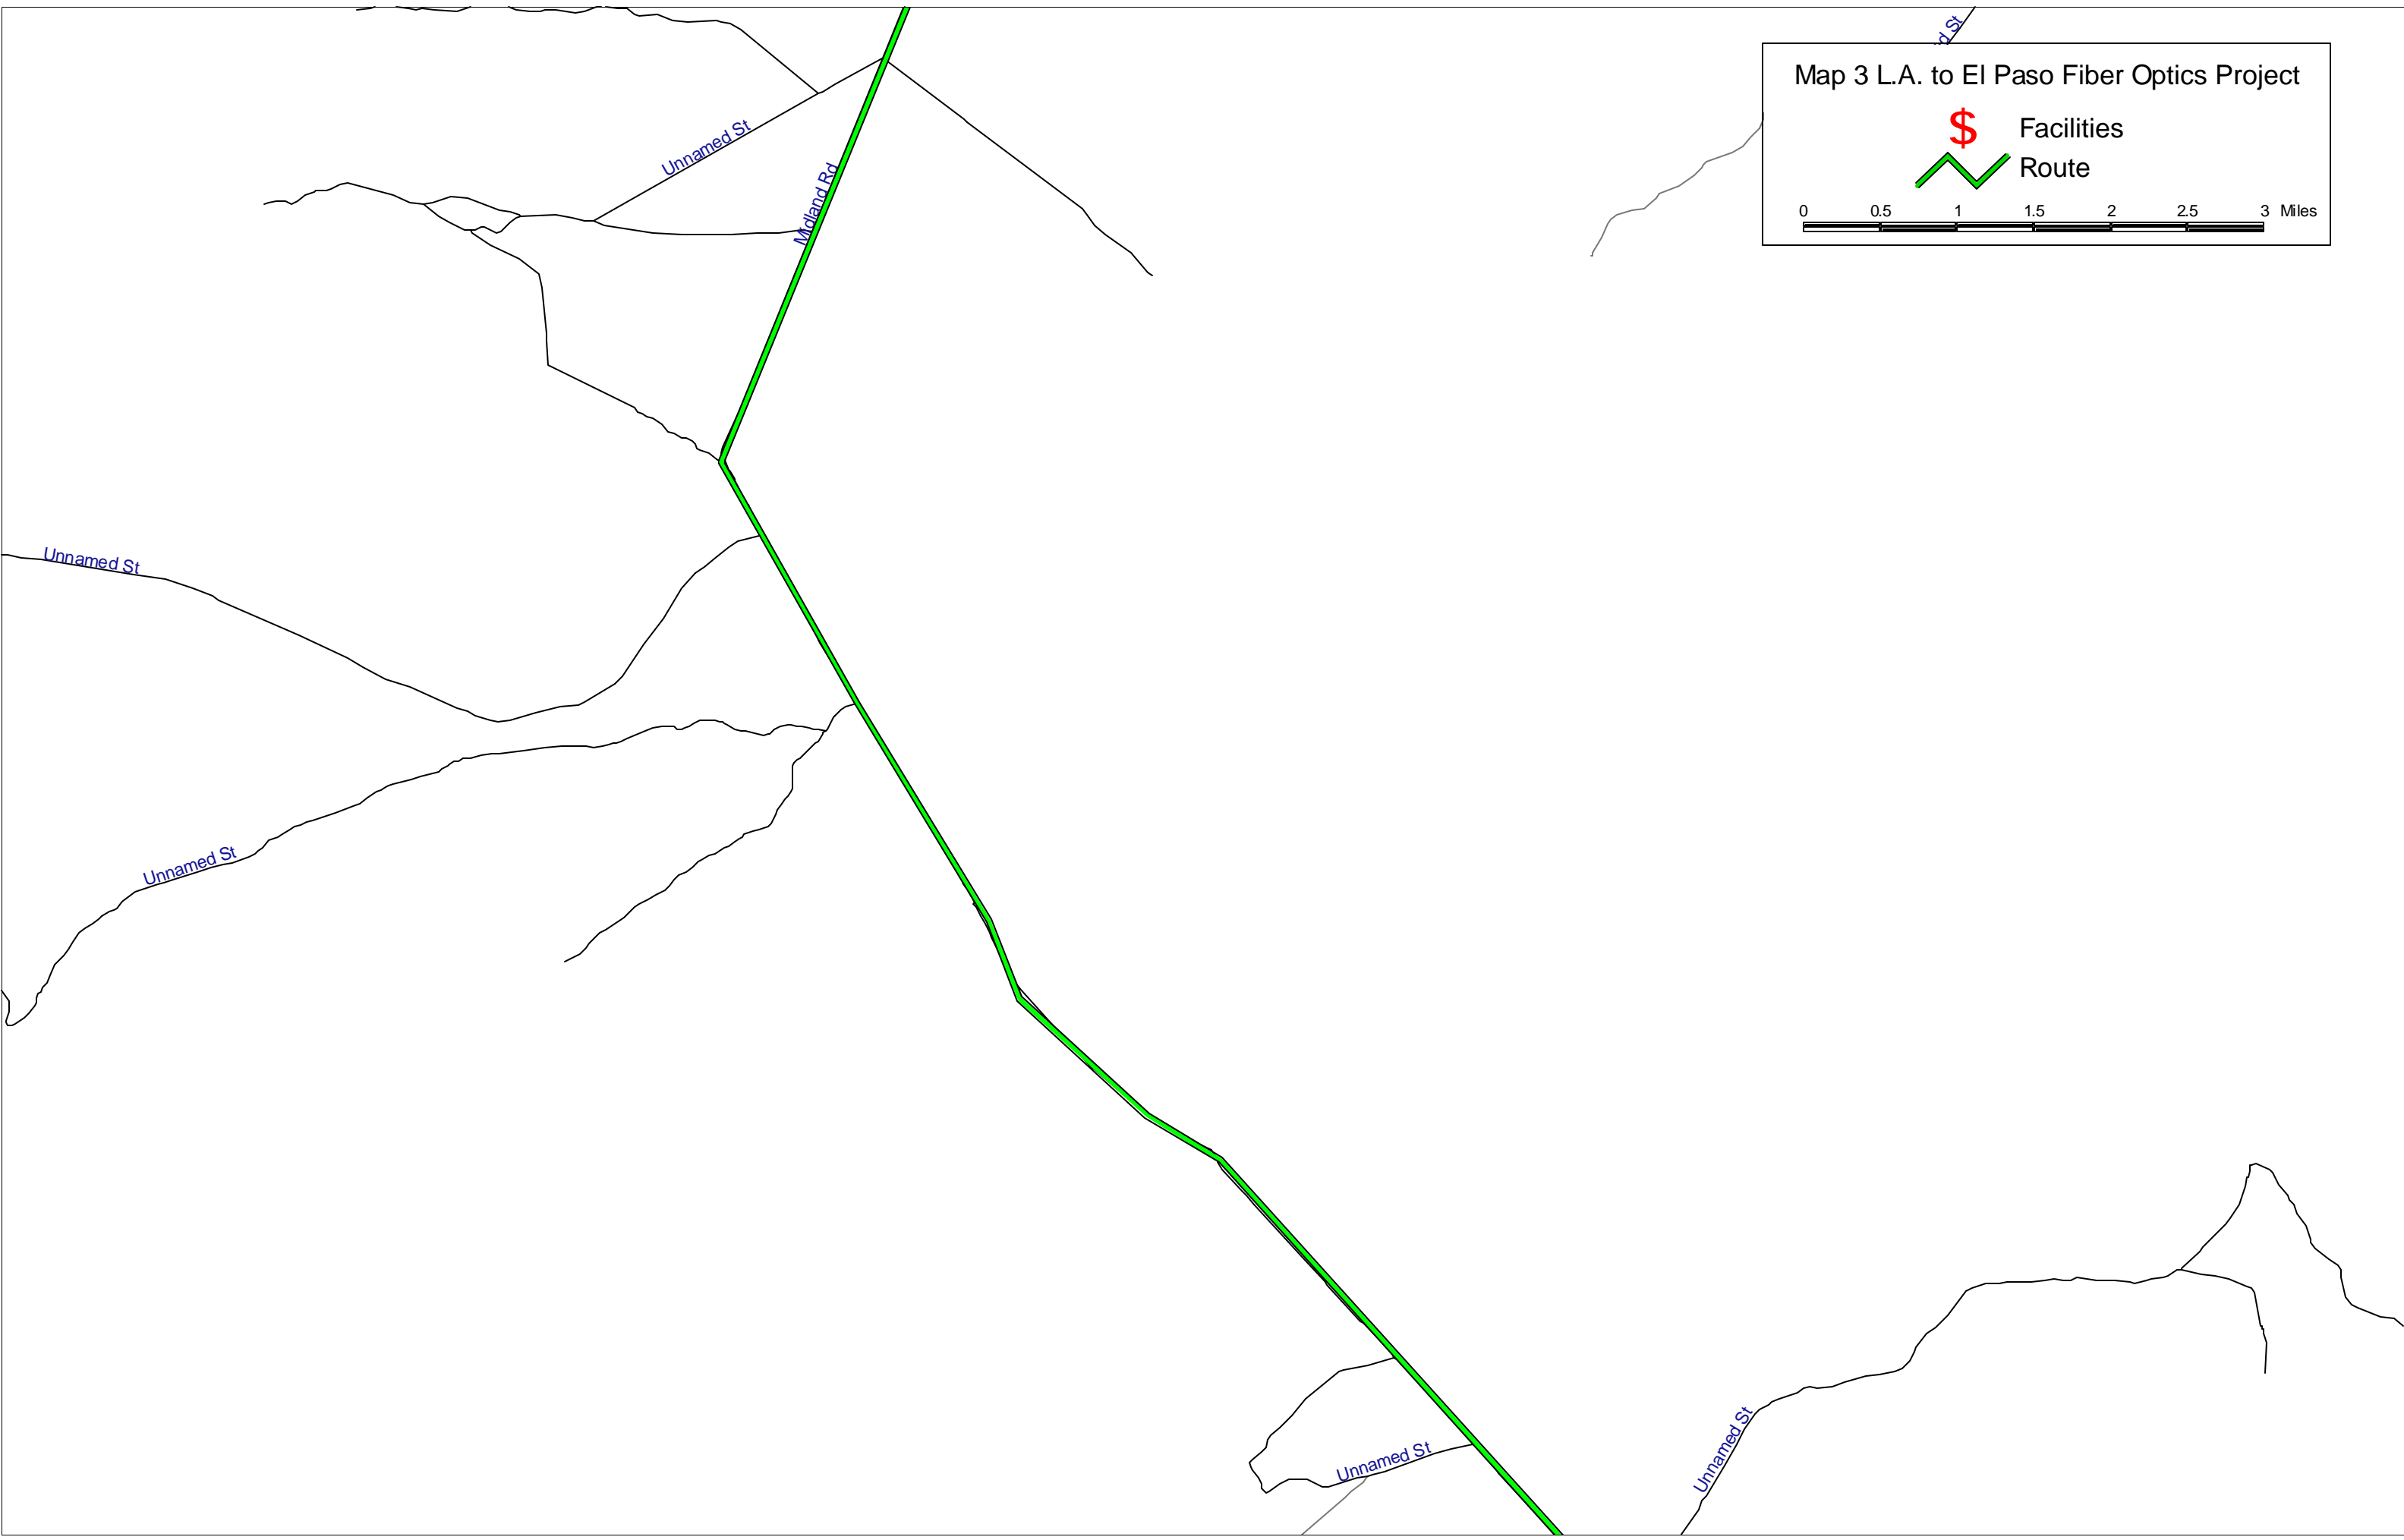 d St
Map 3 L.A. to El Paso Fiber Optics Project
$ Facilities
Route
0 0.5 1 1.5 2 2.5 3 Miles
Unnamed St
Midland Rd
Unnamed St
Unnamed St
Unnamed St
Unnamed St